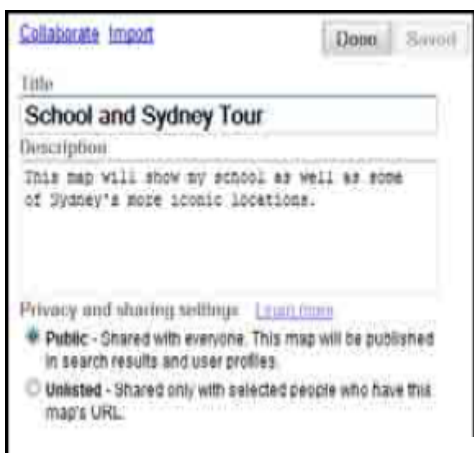 Collaborate Import
Done Saved
Title
School and Sydney Tour
Description
This map will show my school as well as some
of Sydney's more iconic locations.
Privacy and sharing settings Learn more
Public - Shared with everyone. This map will be published
in search results and user profiles.
Unlisted - Shared only with selected people who have this
map's URL.